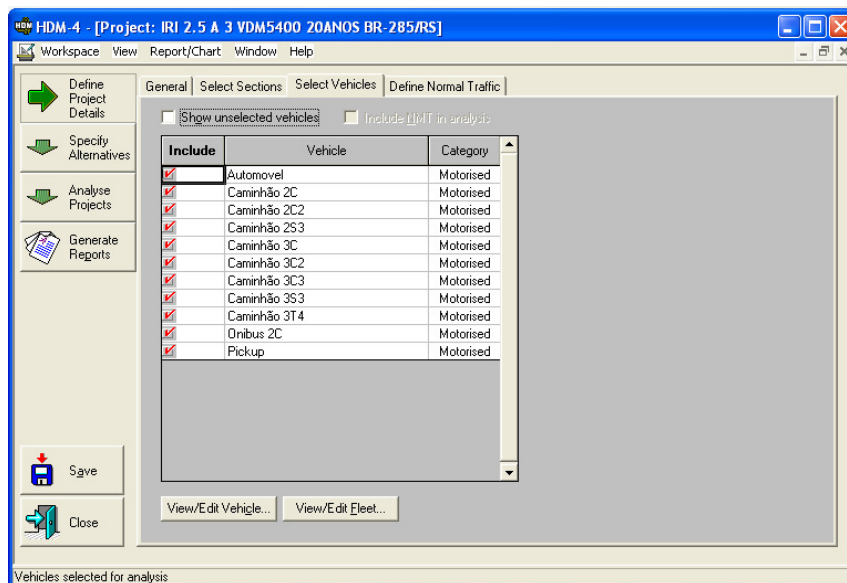 HDM-4 - [Project: IRI 2.5 A 3 VDM5400 20ANOS BR-285/RS]
Workspace View Report/Chart Window Help
Define Project Details
Specify Alternatives
Analyse Projects
Generate Reports
Save
Close
General Select Sections Select Vehicles Define Normal Traffic
Show unselected vehicles Include NMT in analysis
Include Vehicle Category
Automovel Motorised
Caminhão 2C Motorised
Caminhão 2C2 Motorised
Caminhão 2S3 Motorised
Caminhão 3C Motorised
Caminhão 3C2 Motorised
Caminhão 3C3 Motorised
Caminhão 3S3 Motorised
Caminhão 3T4 Motorised
Onibus 2C Motorised
Pickup Motorised
View/Edit Vehicle... View/Edit Fleet...
Vehicles selected for analysis